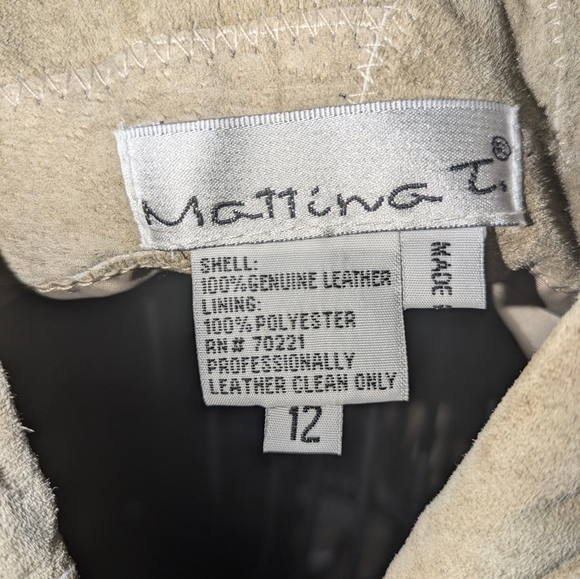 Mattina T.®
SHELL:
100% GENUINE LEATHER
LINING:
100% POLYESTER
RN# 70221
PROFESSIONALLY
LEATHER CLEAN ONLY
MADE
12